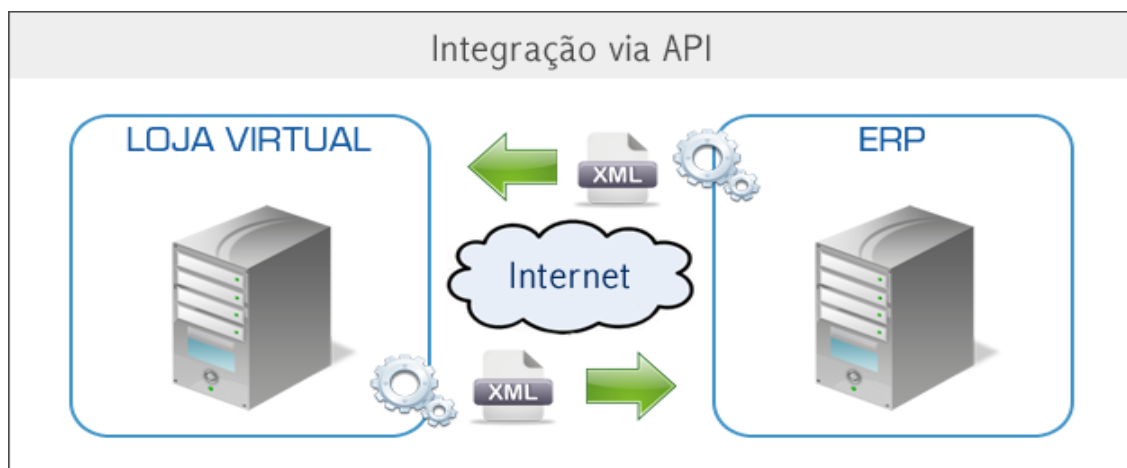 Integração via API
LOJA VIRTUAL
XML
ERP
Internet
XML